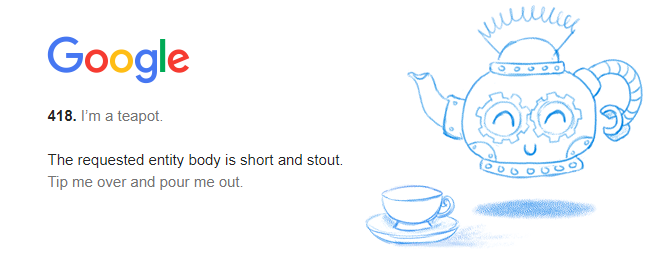 Google
418. I'm a teapot.
The requested entity body is short and stout.
Tip me over and pour me out.